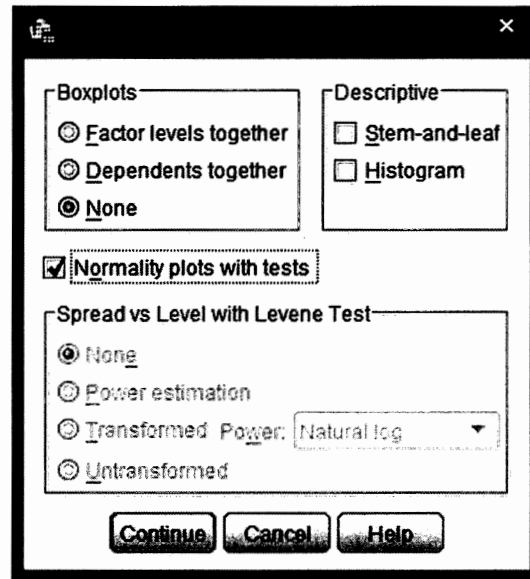 Boxplots
Factor levels together
Dependents together
None
Descriptive
Stem-and-leaf
Histogram
Normality plots with tests
Spread vs Level with Levene Test
None
Power estimation
Transformed Power: Natural log
Untransformed
Continue Cancel Help